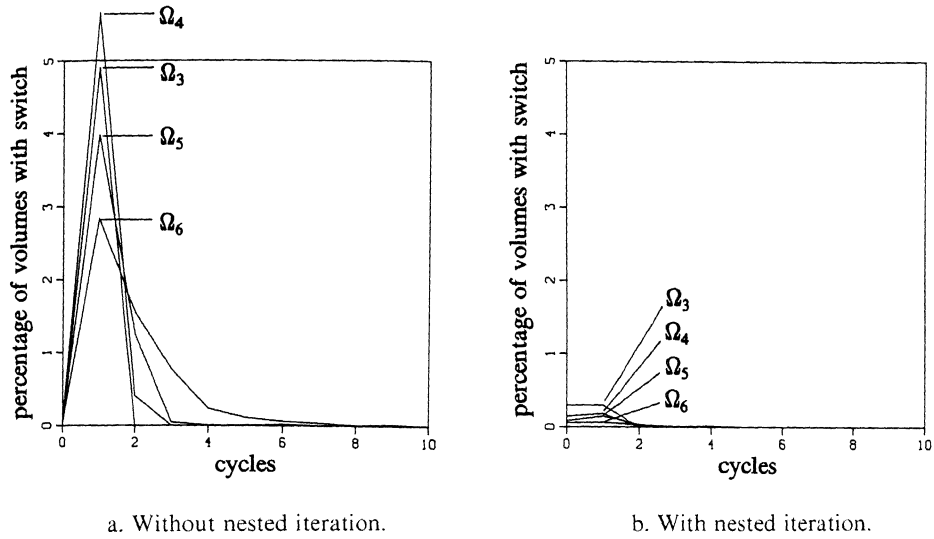 Ω₄
Ω₃
Ω₅
Ω₆
percentage of volumes with switch
5
4
3
2
1
0
0 2 4 6 8 10
cycles
a. Without nested iteration.
percentage of volumes with switch
5
4
3
2
1
0
Ω₃
Ω₄
Ω₅
Ω₆
0 2 4 6 8 10
cycles
b. With nested iteration.